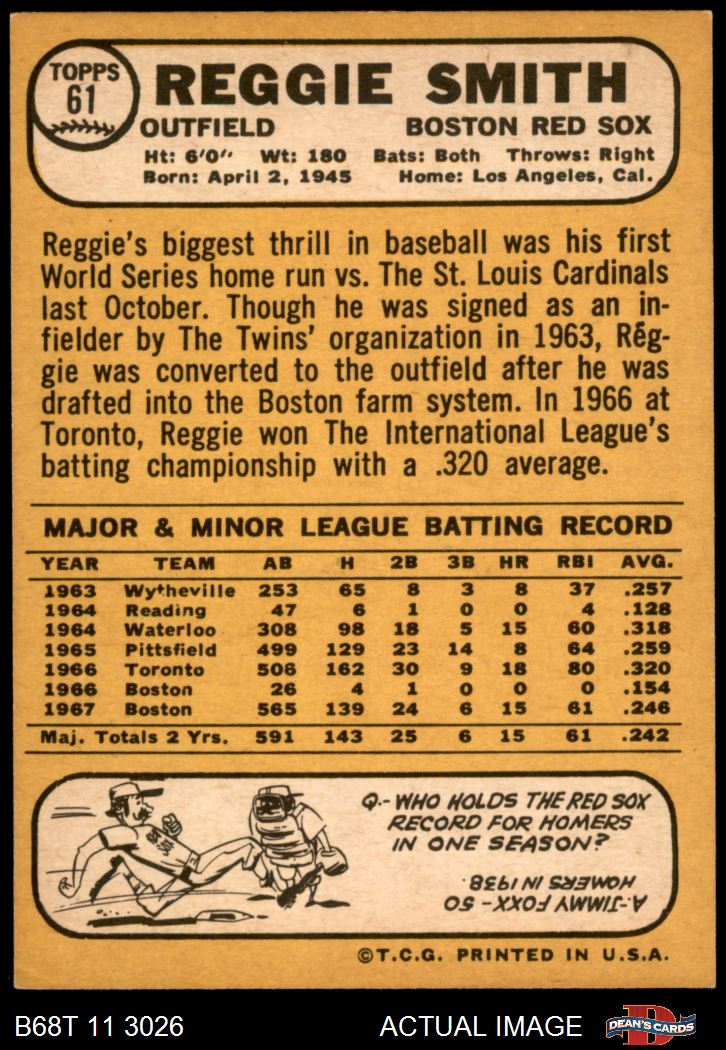 TOPPS
61
REGGIE SMITH
OUTFIELD BOSTON RED SOX
Ht: 6'0" Wt: 180 Bats: Both Throws: Right
Born: April 2, 1945 Home: Los Angeles, Cal.
Reggie's biggest thrill in baseball was his first
World Series home run vs. The St. Louis Cardinals
last October. Though he was signed as an in-
fielder by The Twins' organization in 1963, Reg-
gie was converted to the outfield after he was
drafted into the Boston farm system. In 1966 at
Toronto, Reggie won The International League's
batting championship with a .320 average.
MAJOR & MINOR LEAGUE BATTING RECORD
YEAR TEAM AB H 2B 3B HR RBI AVG.
1963 Wytheville 253 65 8 3 8 37 .257
1964 Reading 47 6 1 0 0 4 .128
1964 Waterloo 308 98 18 5 15 60 .318
1965 Pittsfield 499 129 23 14 8 64 .259
1966 Toronto 506 162 30 9 18 80 .320
1966 Boston 26 4 1 0 0 0 .154
1967 Boston 565 139 24 6 15 61 .246
Maj. Totals 2 Yrs. 591 143 25 6 15 61 .242
RED SOX
Q.-WHO HOLDS THE RED SOX
RECORD FOR HOMERS
IN ONE SEASON?
A-JIMMY FOXX-50
HOMERS IN 1938.
©T.C.G. PRINTED IN U.S.A.
B68T 11 3026 ACTUAL IMAGE D DEAN'S CARDS